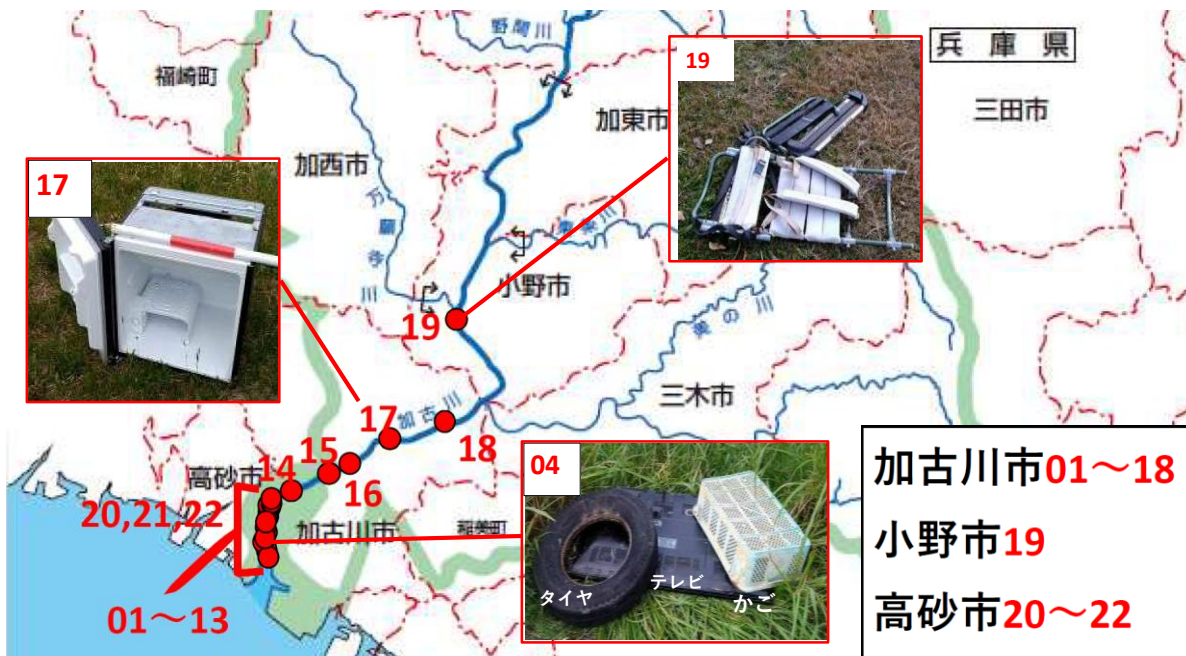 野間川
兵庫県
福崎町
19
加東市
三田市
加西市
17
万願寺川
東条川
小野市
19
美の川
三木市
加古川
17
18
15
16
04
14
高砂市
20,21,22
加古川市
稲美町
タイヤ
テレビ
かご
01～13
加古川市01～18
小野市19
高砂市20～22